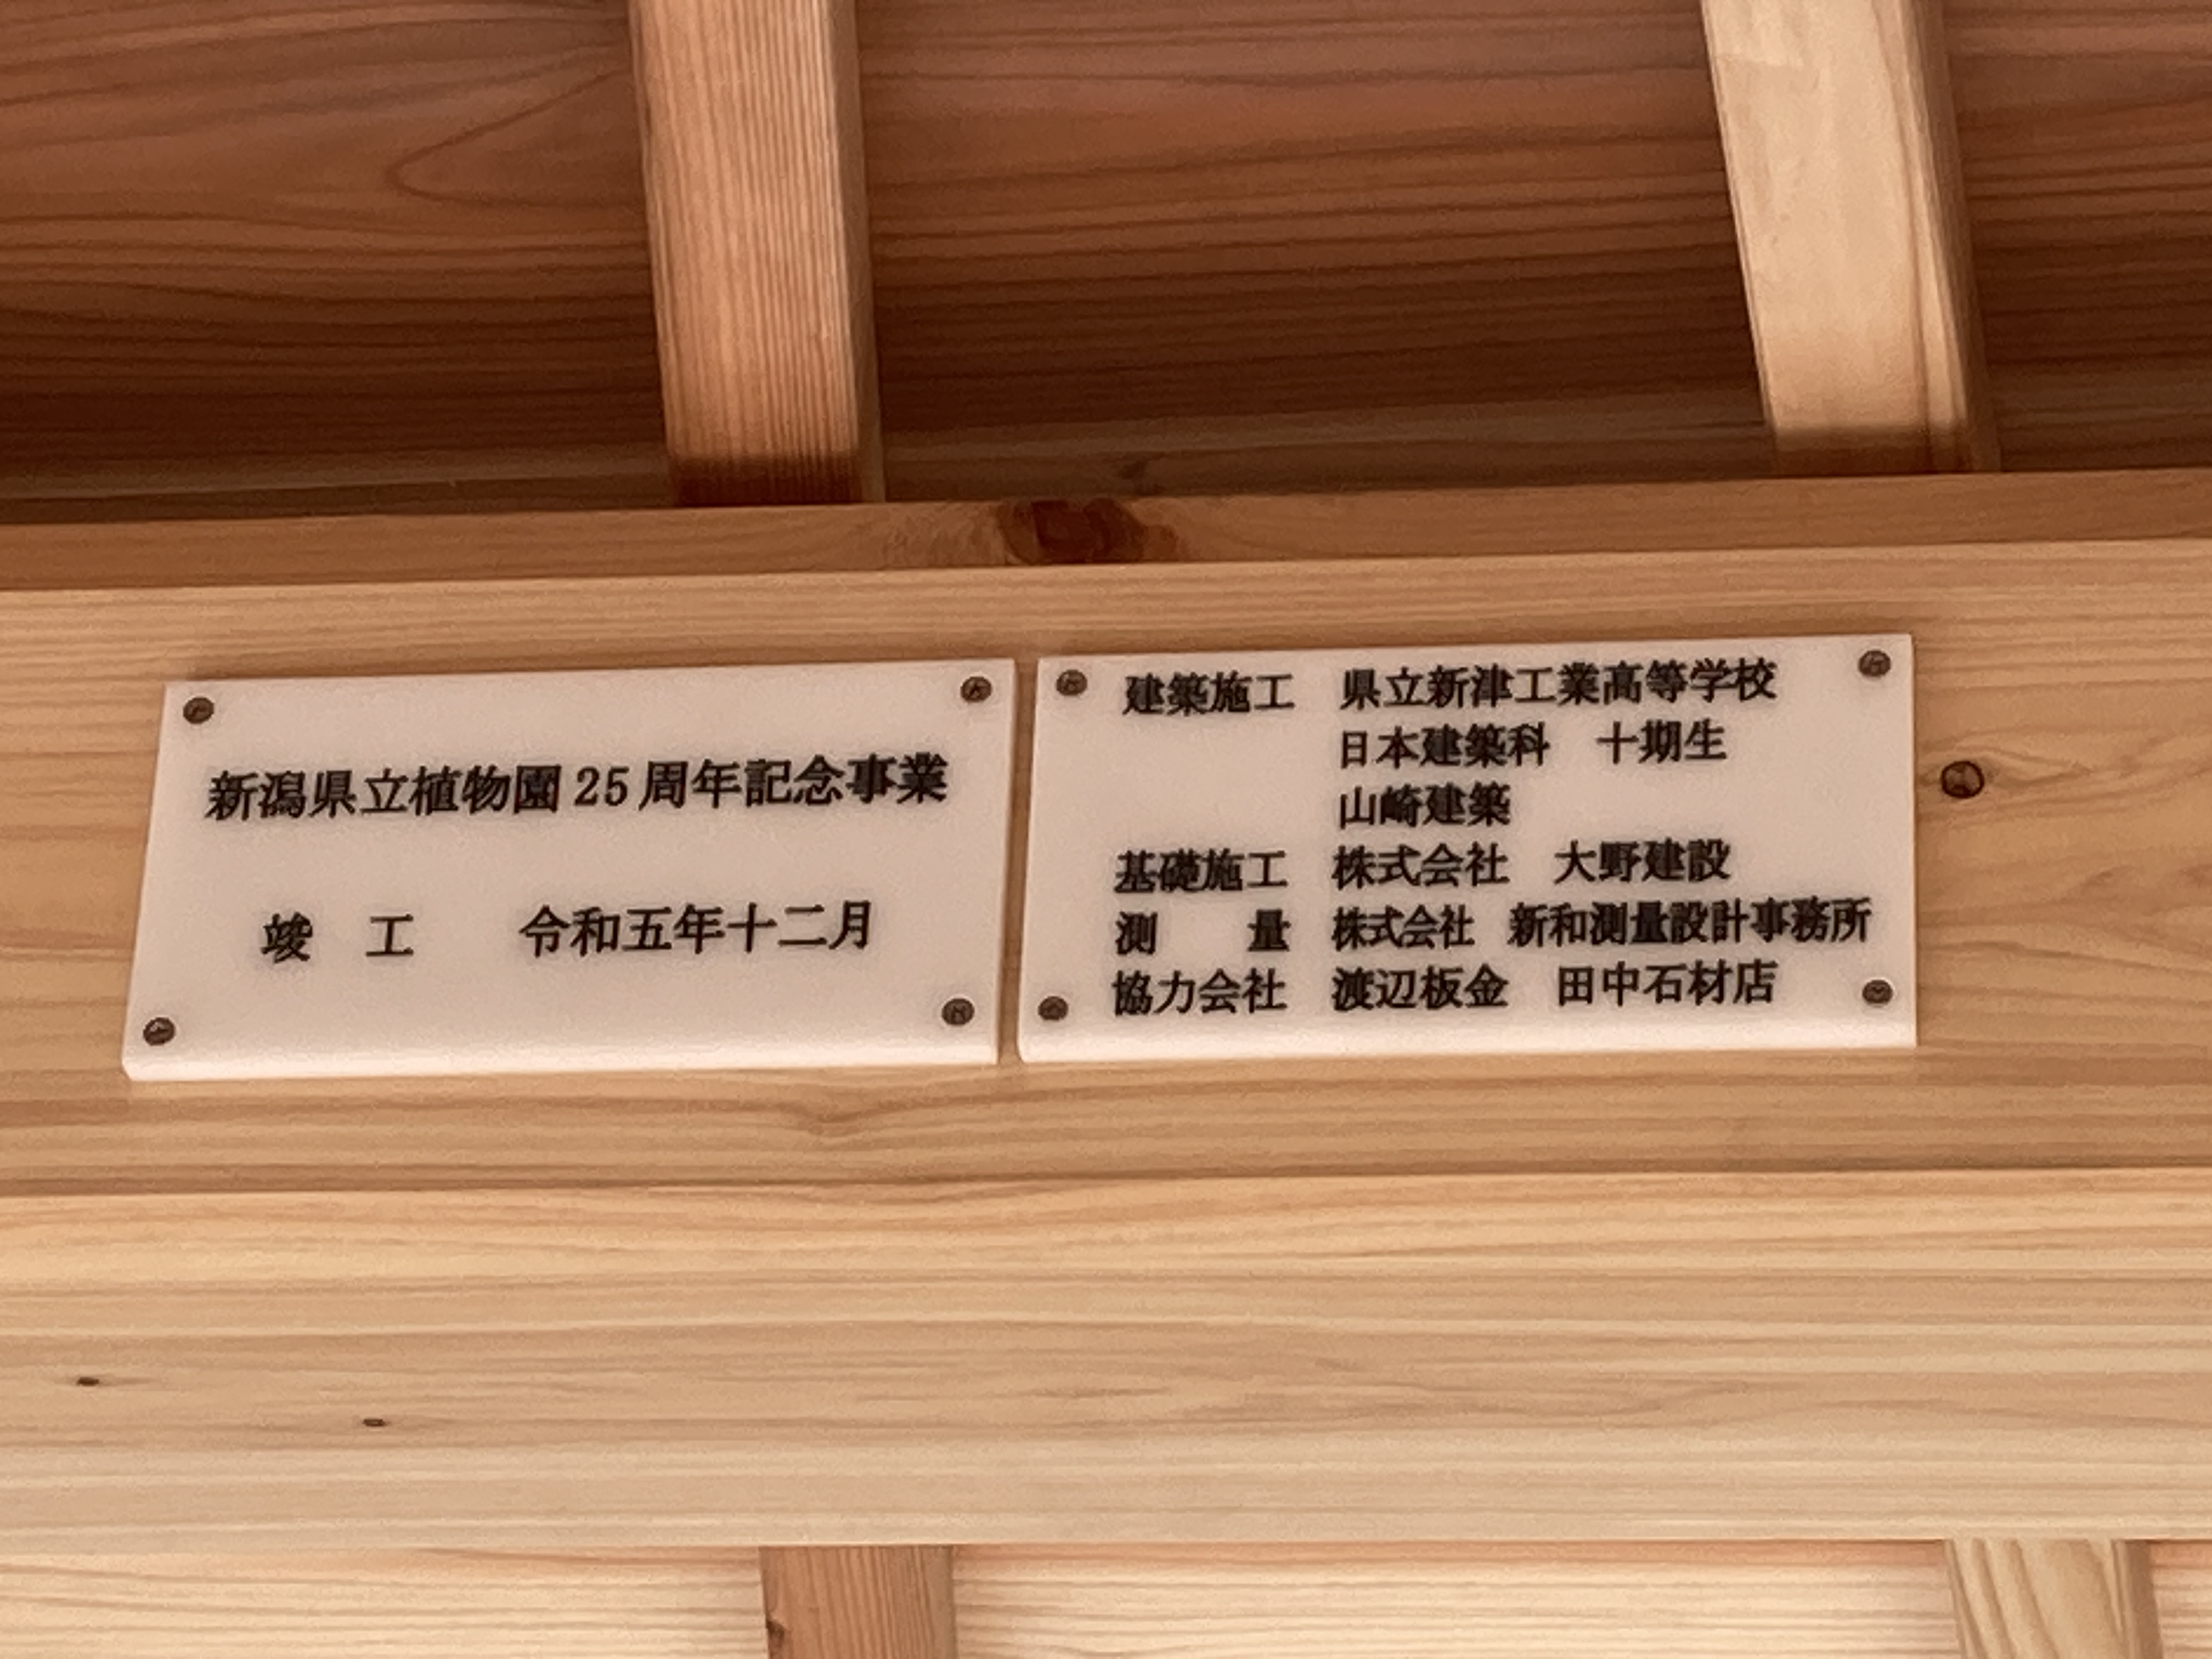 新潟県立植物園25周年記念事業
竣　工　　令和五年十二月
建築施工　県立新津工業高等学校
日本建築科　十期生
山崎建築
基礎施工　株式会社　大野建設
測　　量　株式会社　新和測量設計事務所
協力会社　渡辺板金　田中石材店